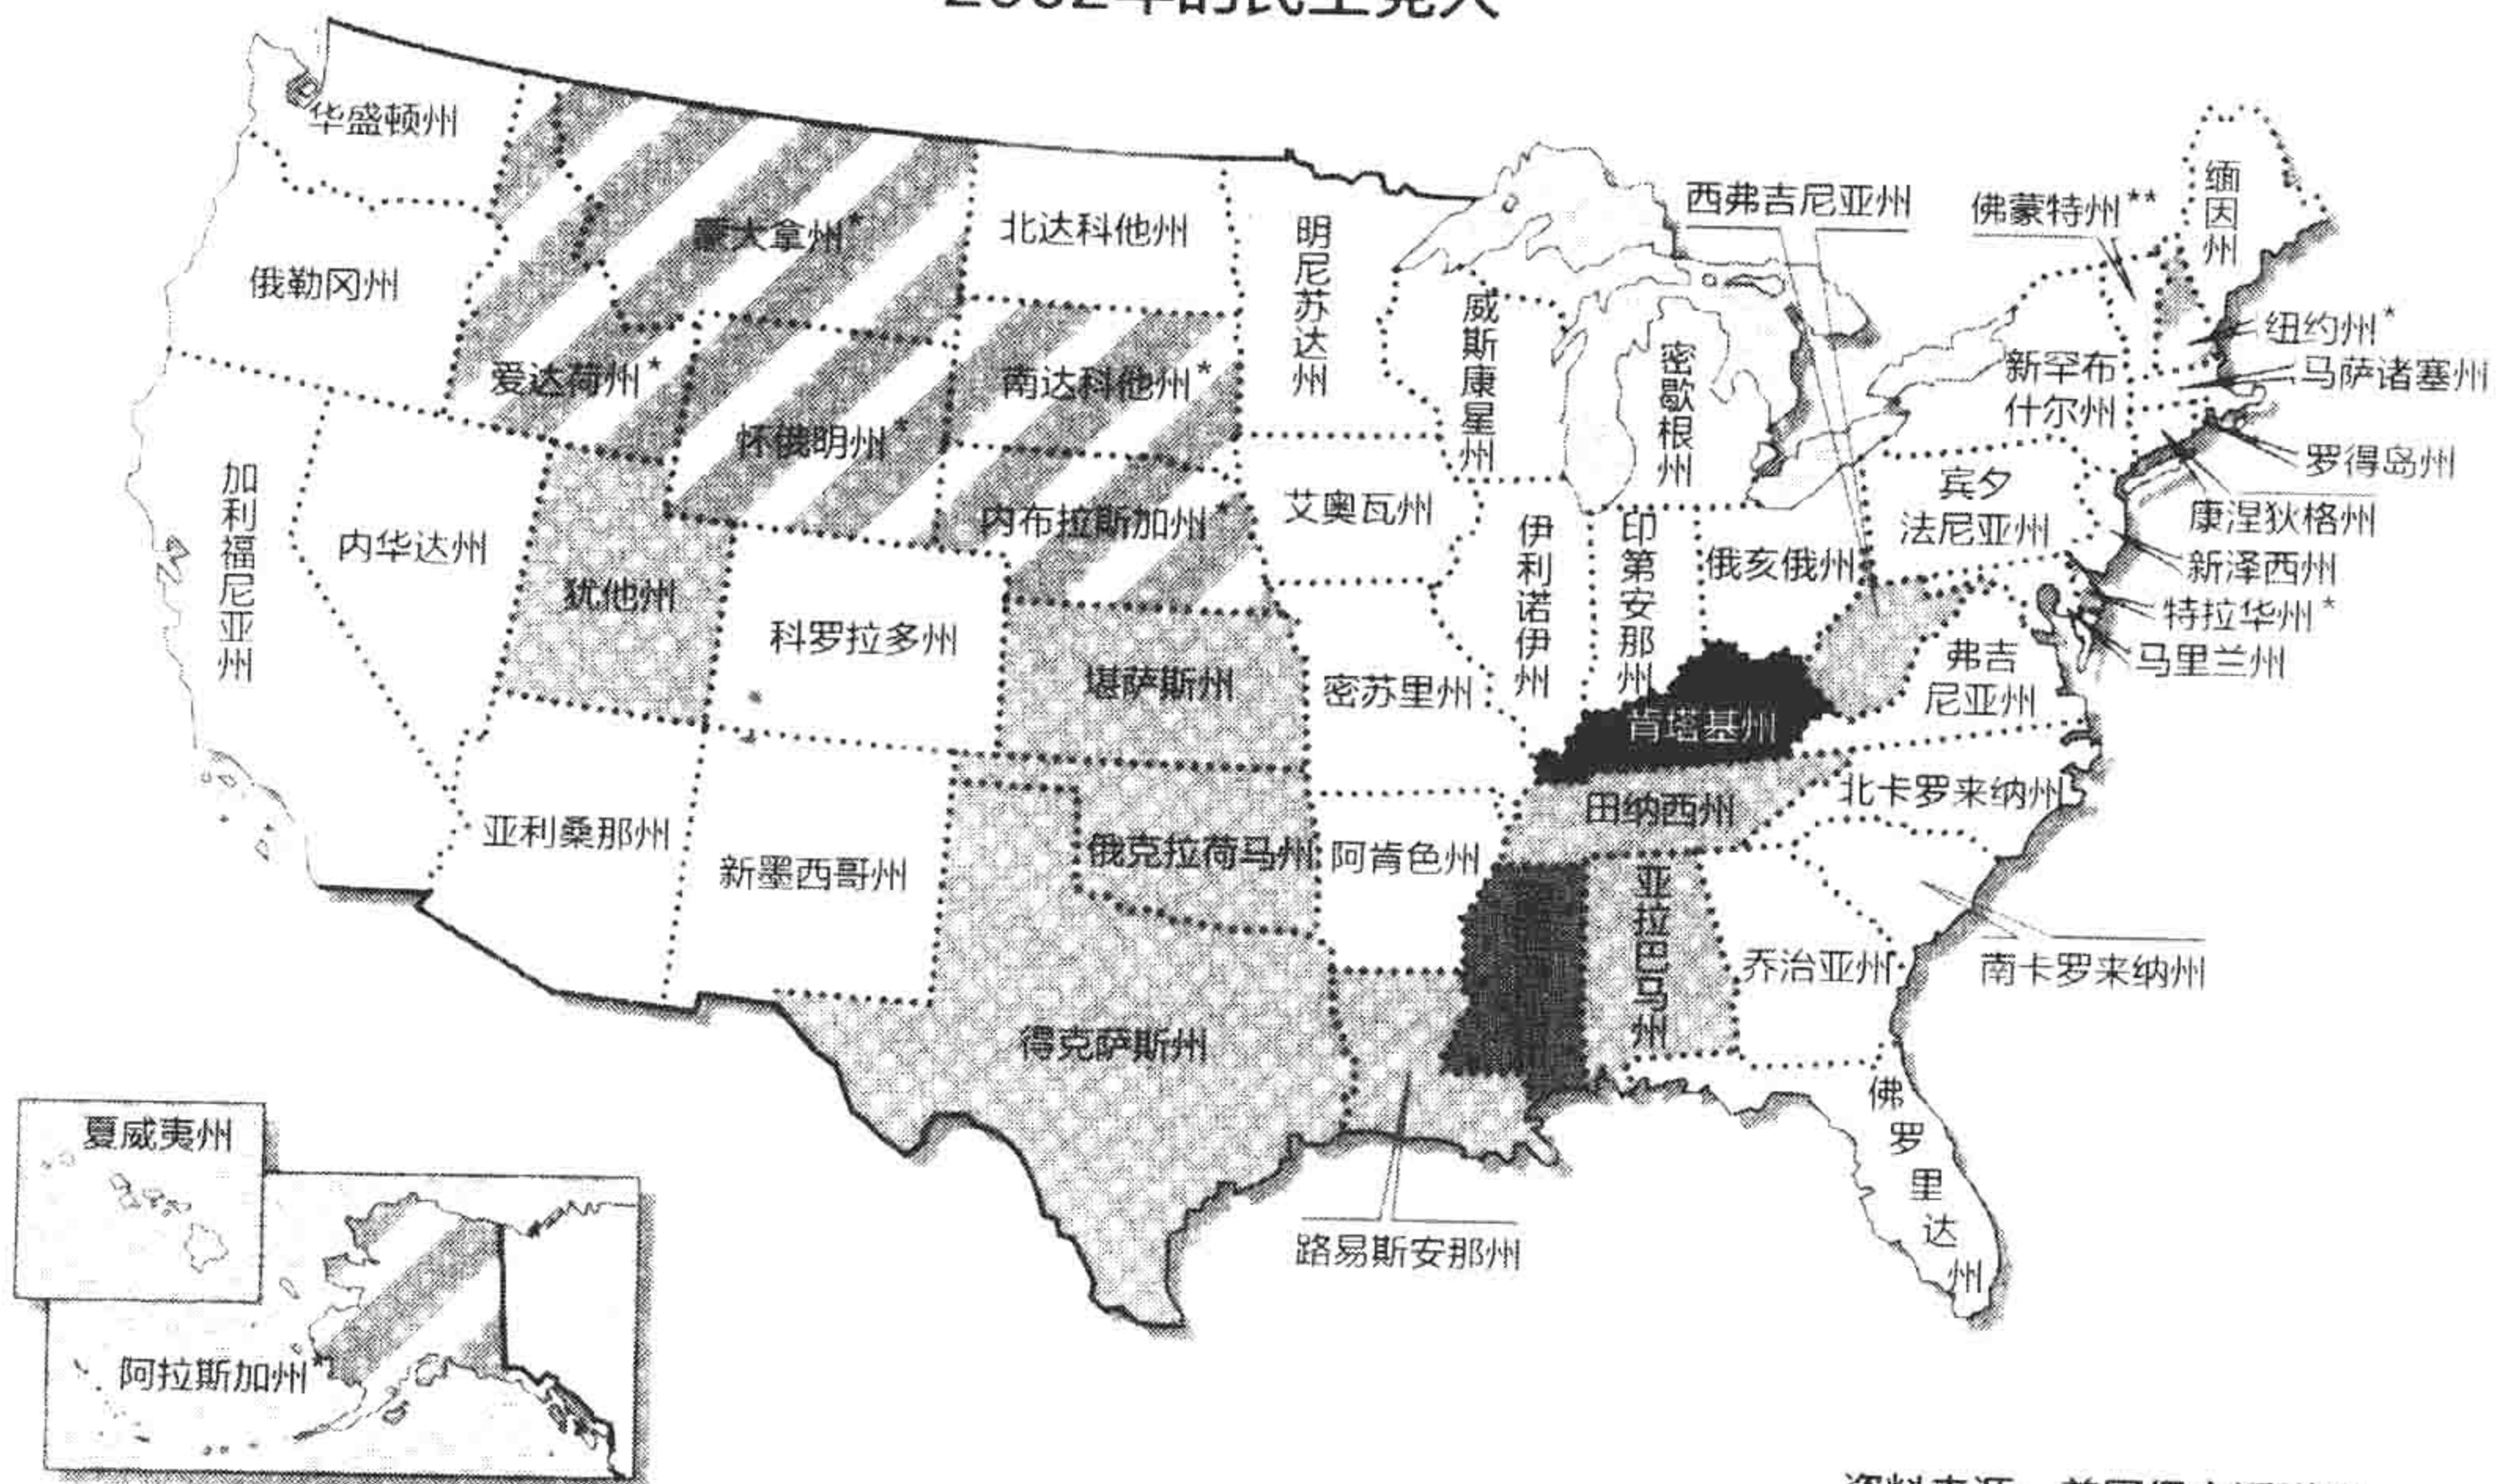 华盛顿州
俄勒冈州
加利福尼亚州
内华达州
爱达荷州*
蒙大拿州*
怀俄明州*
犹他州
亚利桑那州
科罗拉多州
新墨西哥州
北达科他州
南达科他州*
内布拉斯加州*
堪萨斯州
俄克拉荷马州
得克萨斯州
明尼苏达州
艾奥瓦州
密苏里州
阿肯色州
路易斯安那州
威斯康星州
伊利诺伊州
密歇根州
印第安那州
俄亥俄州
肯塔基州
田纳西州
亚拉巴马州
乔治亚州
佛罗里达州
南卡罗来纳州
北卡罗来纳州
弗吉
尼亚州
西弗吉尼亚州
宾夕
法尼亚州
新罕布
什尔州
佛蒙特州**
缅因州
纽约州*
马萨诸塞州
罗得岛州
康涅狄格州
新泽西州
特拉华州*
马里兰州
夏威夷州
阿拉斯加州*